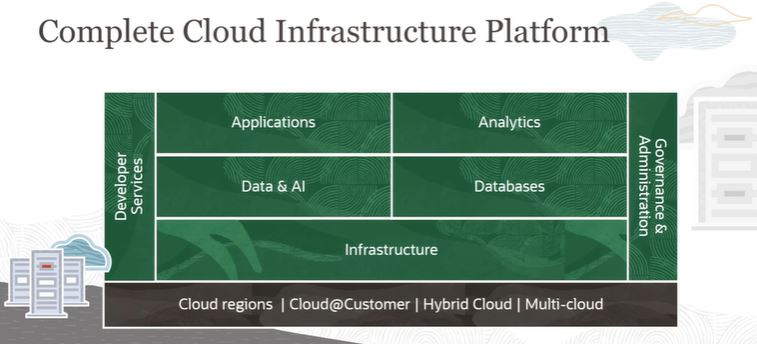 Complete Cloud Infrastructure Platform
Developer
Services
Applications
Analytics
Data & AI
Databases
Infrastructure
Governance &
Administration
Cloud regions | Cloud@Customer | Hybrid Cloud | Multi-cloud